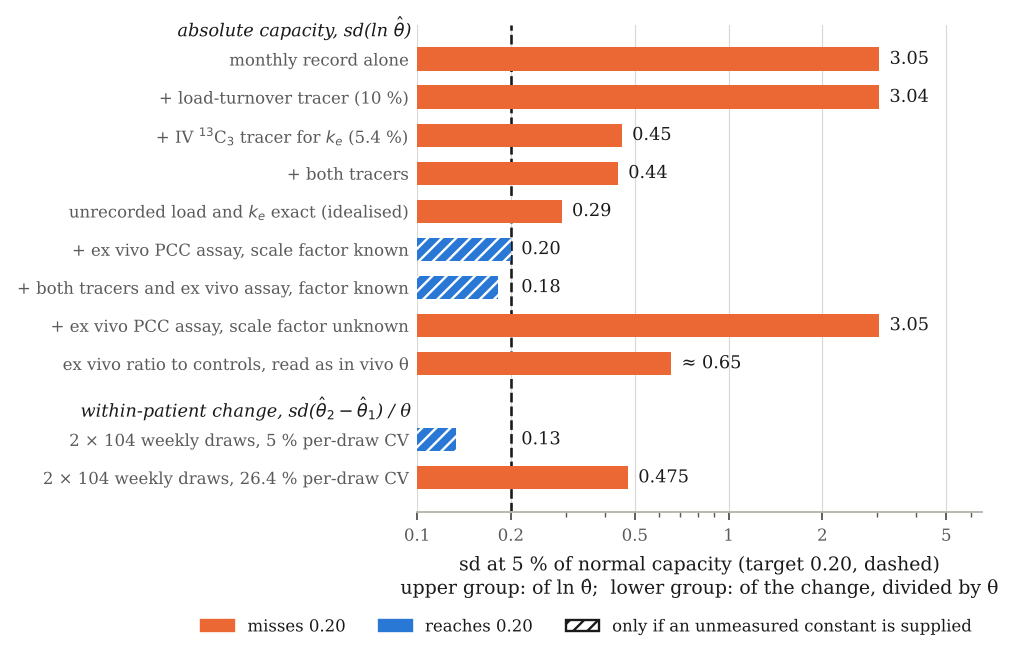 absolute capacity, sd(ln θ̂)
monthly record alone 3.05
+ load-turnover tracer (10 %) 3.04
+ IV ¹³C₃ tracer for kₑ (5.4 %) 0.45
+ both tracers 0.44
unrecorded load and kₑ exact (idealised) 0.29
+ ex vivo PCC assay, scale factor known 0.20
+ both tracers and ex vivo assay, factor known 0.18
+ ex vivo PCC assay, scale factor unknown 3.05
ex vivo ratio to controls, read as in vivo θ ≈ 0.65
within-patient change, sd(θ̂₂ − θ̂₁) / θ
2 × 104 weekly draws, 5 % per-draw CV 0.13
2 × 104 weekly draws, 26.4 % per-draw CV 0.475
0.1 0.2 0.5 1 2 5
sd at 5 % of normal capacity (target 0.20, dashed)
upper group: of ln θ̂; lower group: of the change, divided by θ
misses 0.20 reaches 0.20 only if an unmeasured constant is supplied